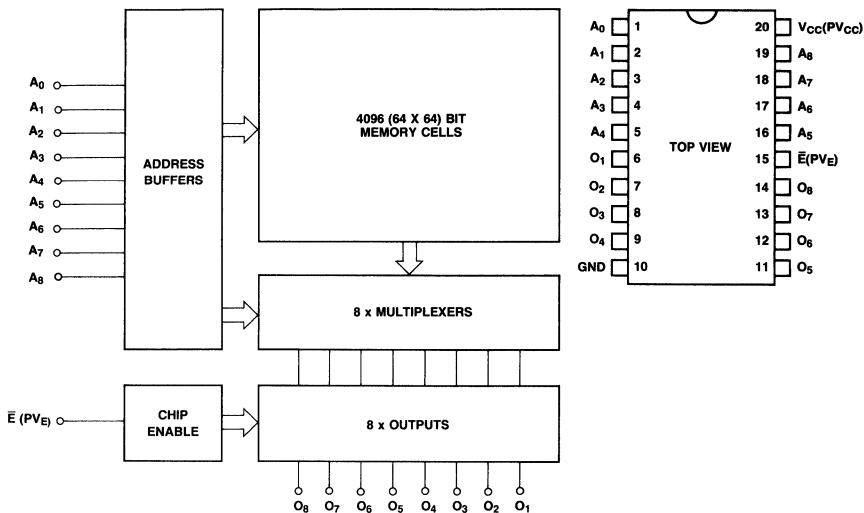 A₀
A₁
A₂
A₃
A₄
A₅
A₆
A₇
A₈
ADDRESS
BUFFERS
4096 (64 X 64) BIT
MEMORY CELLS
8 x MULTIPLEXERS
E̅ (PVE)
CHIP
ENABLE
8 x OUTPUTS
O₈ O₇ O₆ O₅ O₄ O₃ O₂ O₁
A₀ 1 20 VCC(PVCC)
A₁ 2 19 A₈
A₂ 3 18 A₇
A₃ 4 17 A₆
A₄ 5 16 A₅
TOP VIEW
O₁ 6 15 E̅(PVE)
O₂ 7 14 O₈
O₃ 8 13 O₇
O₄ 9 12 O₆
GND 10 11 O₅